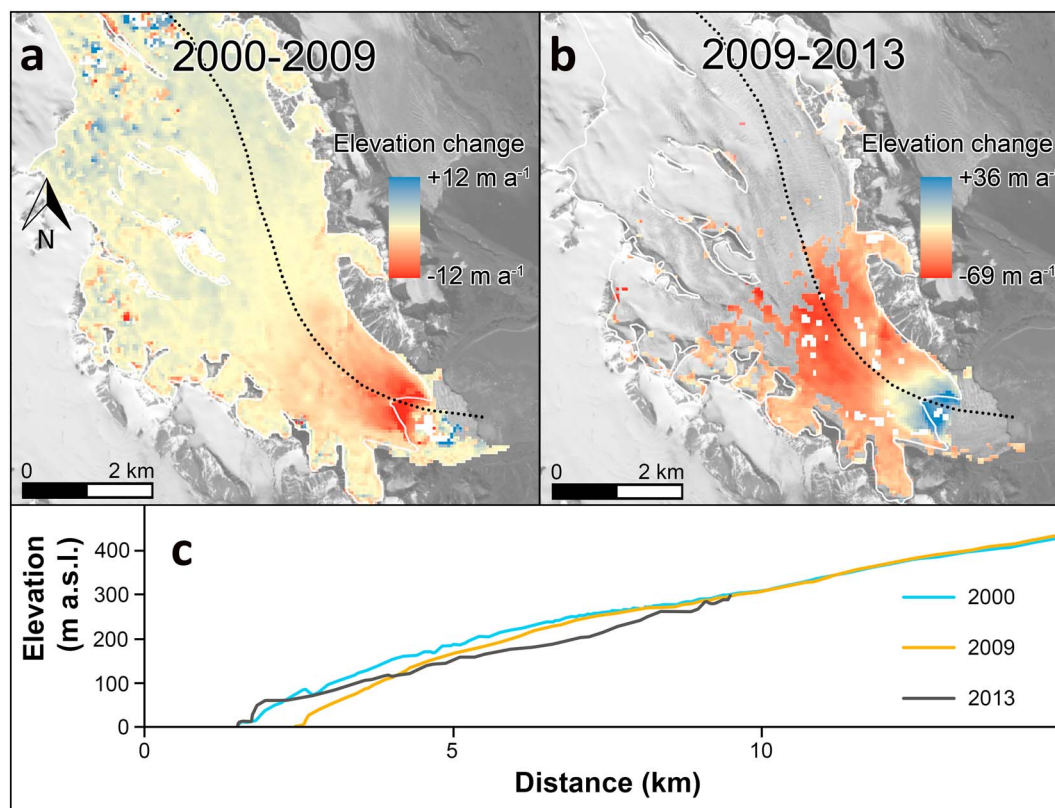 a
2000-2009
Elevation change
+12 m a⁻¹
-12 m a⁻¹
N
0 2 km
b
2009-2013
Elevation change
+36 m a⁻¹
-69 m a⁻¹
0 2 km
c
Elevation
(m a.s.l.)
400
300
200
100
0
2000
2009
2013
0 5 10
Distance (km)